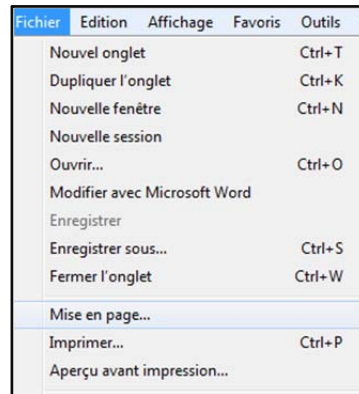 Fichier Edition Affichage Favoris Outils
Nouvel onglet Ctrl+T
Dupliquer l'onglet Ctrl+K
Nouvelle fenêtre Ctrl+N
Nouvelle session
Ouvrir... Ctrl+O
Modifier avec Microsoft Word
Enregistrer
Enregistrer sous... Ctrl+S
Fermer l'onglet Ctrl+W
Mise en page...
Imprimer... Ctrl+P
Aperçu avant impression...